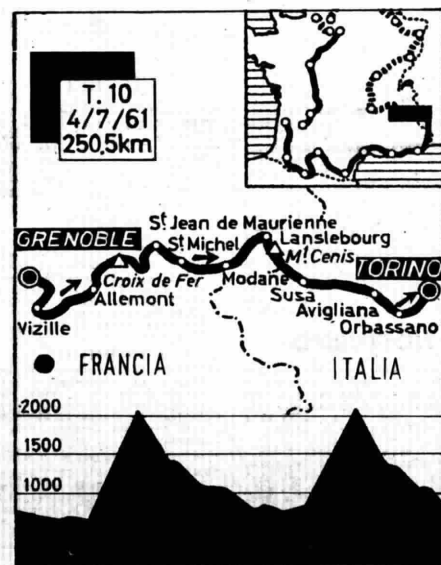 T. 10
4/7/61
250,5km
St Jean de Maurienne
GRENOBLE
St Michel
Lanslebourg
Mt Cenis
TORINO
Croix de Fer
Modane
Allemont
Susa
Avigliana
Vizille
Orbassano
FRANCIA
ITALIA
2000
1500
1000